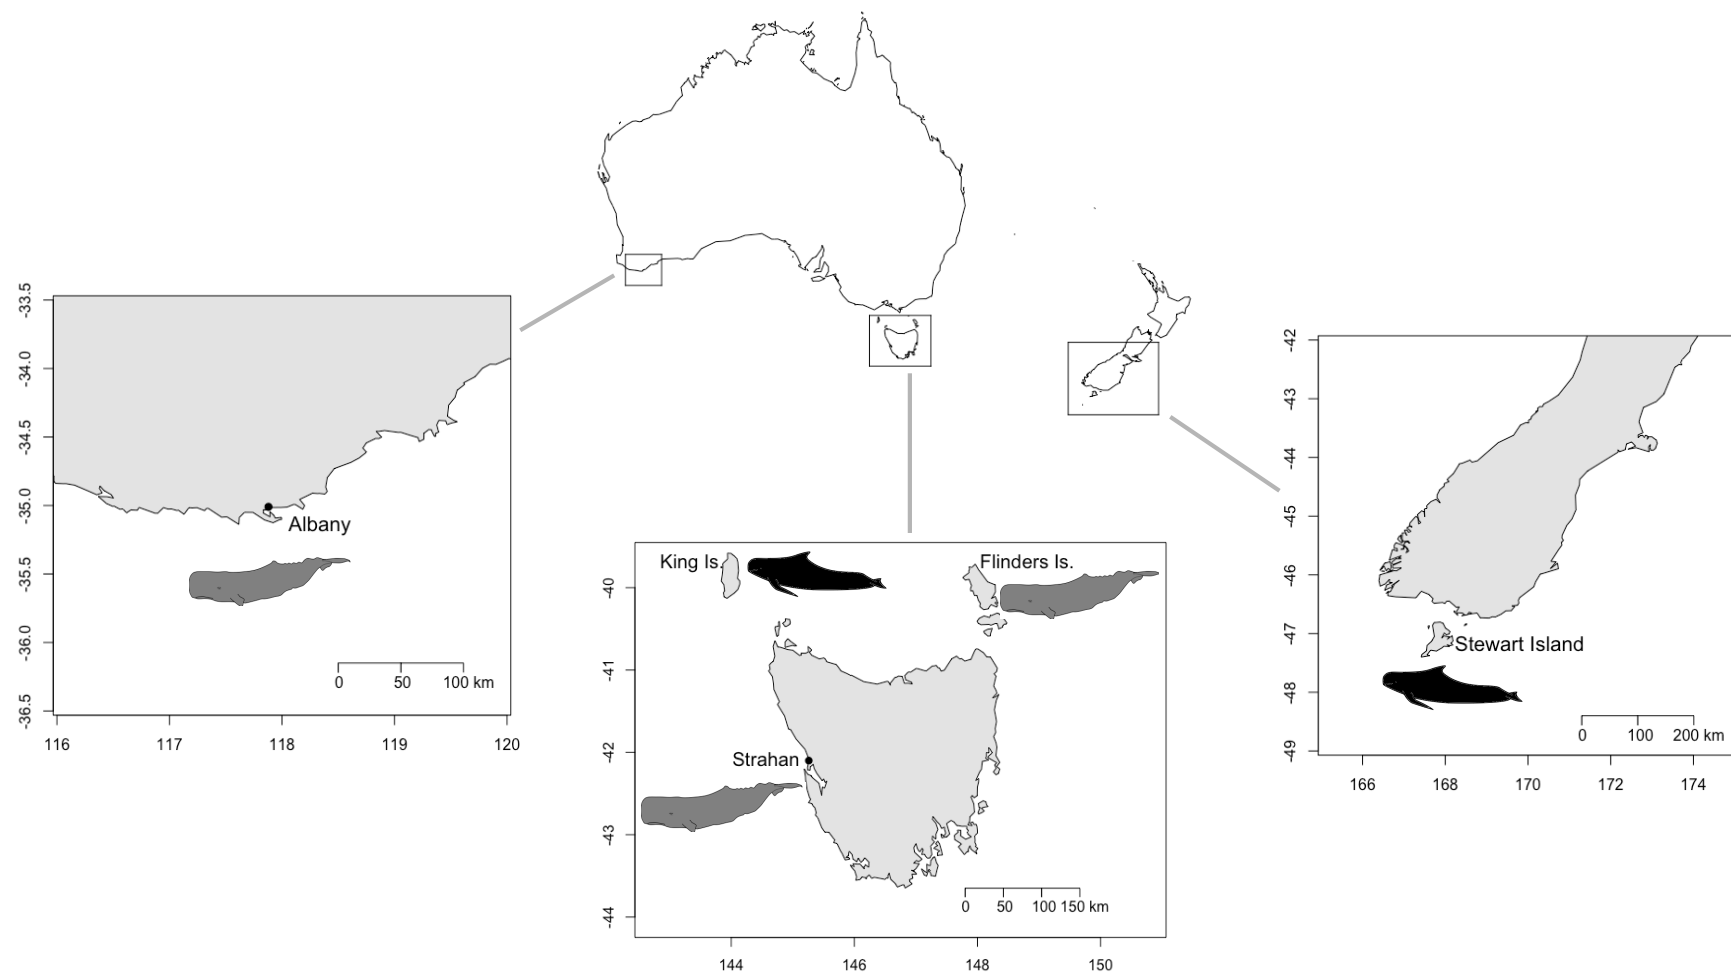 -33.5
-34.0
-34.5
-35.0
-35.5
-36.0
-36.5
Albany
0 50 100 km
116 117 118 119 120
King Is.
Flinders Is.
-40
-41
-42
-43
-44
Strahan
0 50 100 150 km
144 146 148 150
-42
-43
-44
-45
-46
-47
-48
-49
Stewart Island
0 100 200 km
166 168 170 172 174